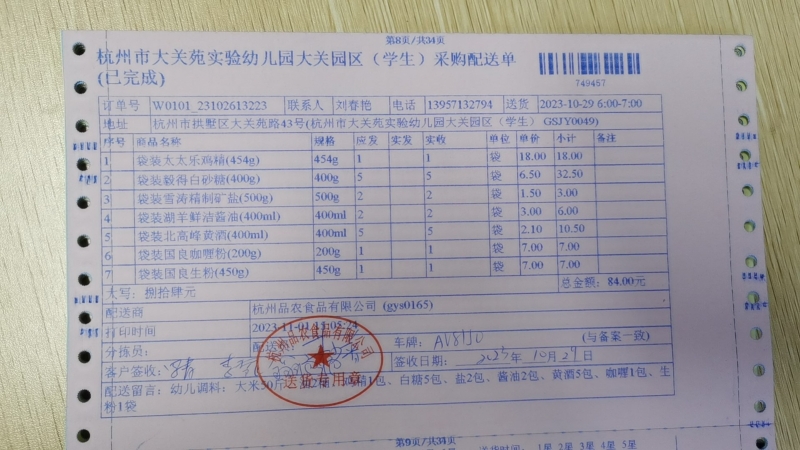 第8页/共34页
杭州市大关苑实验幼儿园大关园区（学生）采购配送单
(已完成)
749457
订单号 W0101_23102613223 联系人 刘春艳 电话 13957132794 送货 2023-10-29 6:00-7:00
地址 杭州市拱墅区大关苑路43号(杭州市大关苑实验幼儿园大关园区（学生） GSJY0049)
序号 商品名称 规格 应发 实发 实收 单位 单价 小计 备注
1 袋装太太乐鸡精(454g) 454g 1 1 袋 18.00 18.00
2 袋装毅得白砂糖(400g) 400g 5 5 袋 6.50 32.50
3 袋装雪涛精制矿盐(500g) 500g 2 2 袋 1.50 3.00
4 袋装湖羊鲜洁酱油(400ml) 400ml 2 2 袋 3.00 6.00
5 袋装北高峰黄酒(400ml) 400ml 5 5 袋 2.10 10.50
6 袋装国良咖喱粉(200g) 200g 1 1 袋 7.00 7.00
7 袋装国良生粉(450g) 450g 1 1 袋 7.00 7.00
大写：捌拾肆元 总金额：84.00元
配送商 杭州品农食品有限公司 (gys0165)
打印时间 2023-11-01
分拣员： 配送 车牌： (与备案一致)
客户签收： 签收日期： 2023年10月29日
送货专用章
配送留言：幼儿调料：大米50斤 鸡精1包、白糖5包、盐2包、酱油2包、黄酒5包、咖喱1包、生
粉1袋
第9页/共34页
送货时间： 1星 2星 3星 4星 5星